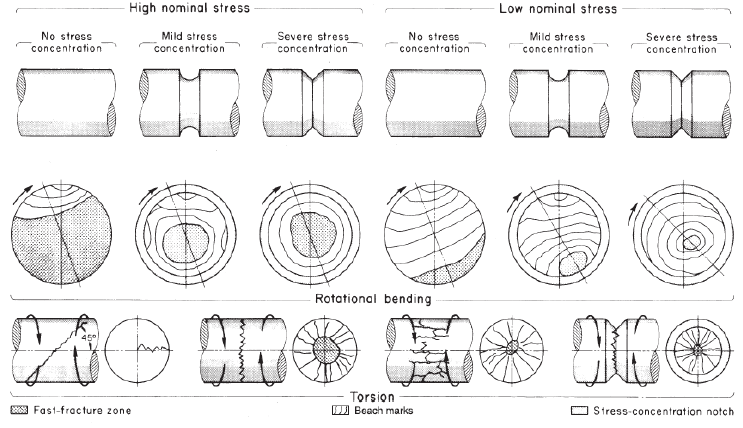 High nominal stress
Low nominal stress
No stress concentration
Mild stress concentration
Severe stress concentration
No stress concentration
Mild stress concentration
Severe stress concentration
Rotational bending
45°
Torsion
Fast-fracture zone
Beach marks
Stress-concentration notch